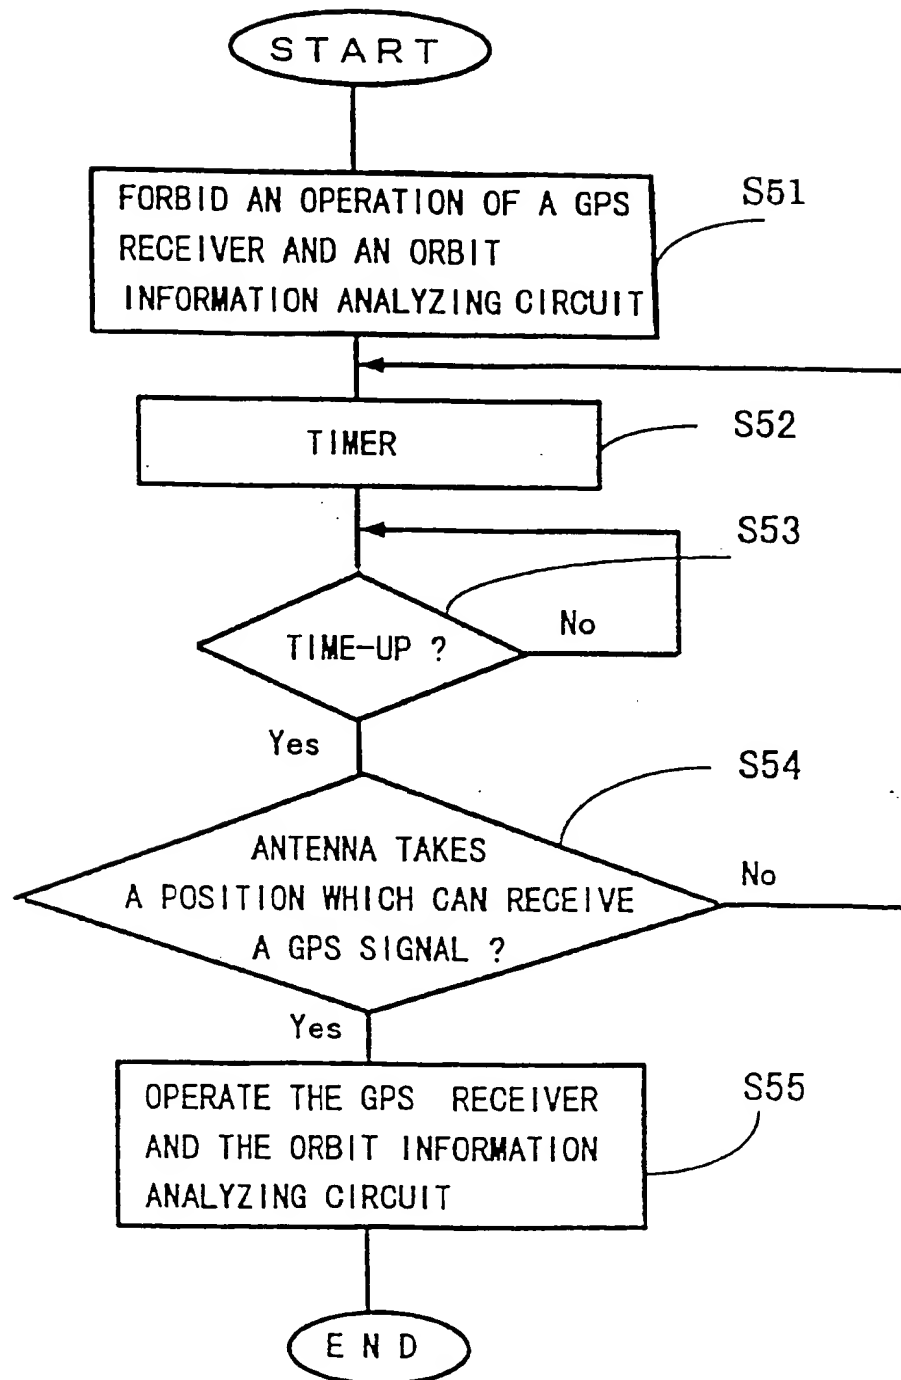 START
FORBID AN OPERATION OF A GPS
RECEIVER AND AN ORBIT
INFORMATION ANALYZING CIRCUIT
S51
TIMER
S52
S53
TIME-UP ?
No
Yes
S54
ANTENNA TAKES
A POSITION WHICH CAN RECEIVE
A GPS SIGNAL ?
No
Yes
OPERATE THE GPS RECEIVER
AND THE ORBIT INFORMATION
ANALYZING CIRCUIT
S55
END